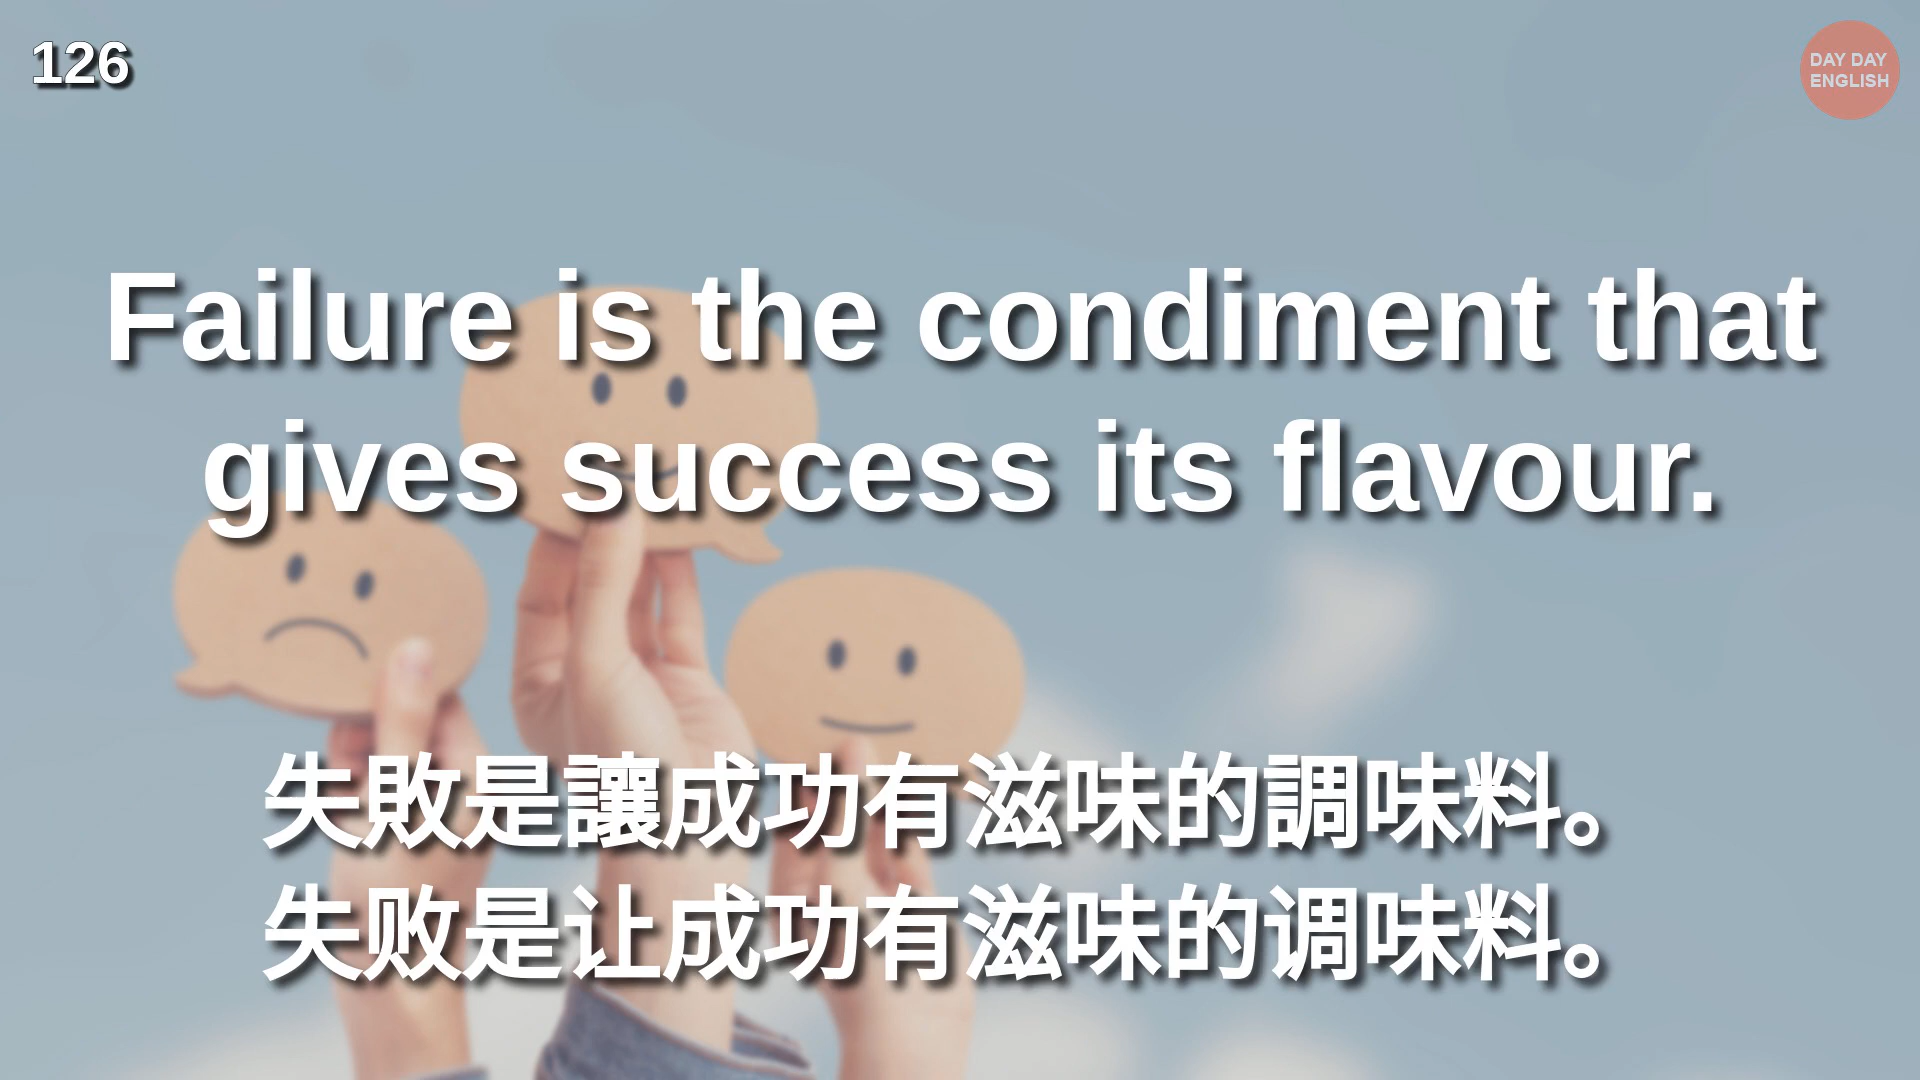 126
DAY DAY
ENGLISH
Failure is the condiment that
gives success its flavour.
失敗是讓成功有滋味的調味料。
失败是让成功有滋味的调味料。